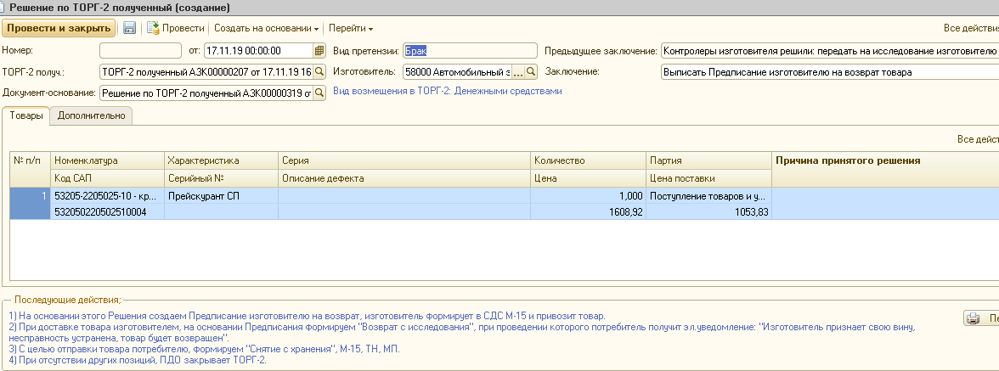 Решение по ТОРГ-2 полученный (создание)
Провести и закрыть Провести Создать на основании Перейти Все действия
Номер: от: 17.11.19 00:00:00 Вид претензии: Брак Предыдущее заключение: Контролеры изготовителя решили: передать на исследование изготовителю
ТОРГ-2 получ.: ТОРГ-2 полученный АЗК00000207 от 17.11.19 16 Изготовитель: 58000 Автомобильный з ... Заключение: Выписать Предписание изготовителю на возврат товара
Документ-основание: Решение по ТОРГ-2 полученный АЗК00000319 от Вид возмещения в ТОРГ-2: Денежными средствами
Товары Дополнительно
Все дейст
№ п/п Номенклатура Характеристика Серия Количество Партия Причина принятого решения
Код САП Серийный № Описание дефекта Цена Цена поставки
1 53205-2205025-10 - кр... Прейскурант СП 1,000 Поступление товаров и у...
532050220502510004 1608,92 1053,83
Последующие действия:
1) На основании этого Решения создаем Предписание изготовителю на возврат, изготовитель формирует в СДС М-15 и привозит товар.
2) При доставке товара изготовителем, на основании Предписания формируем "Возврат с исследования", при проведении которого потребитель получит эл.уведомление: "Изготовитель признает свою вину,
неисправность устранена, товар будет возвращен".
3) С целью отправки товара потребителю, формируем "Снятие с хранения", М-15, ТН, МП.
4) При отсутствии других позиций, ПДО закрывает ТОРГ-2.
Пе